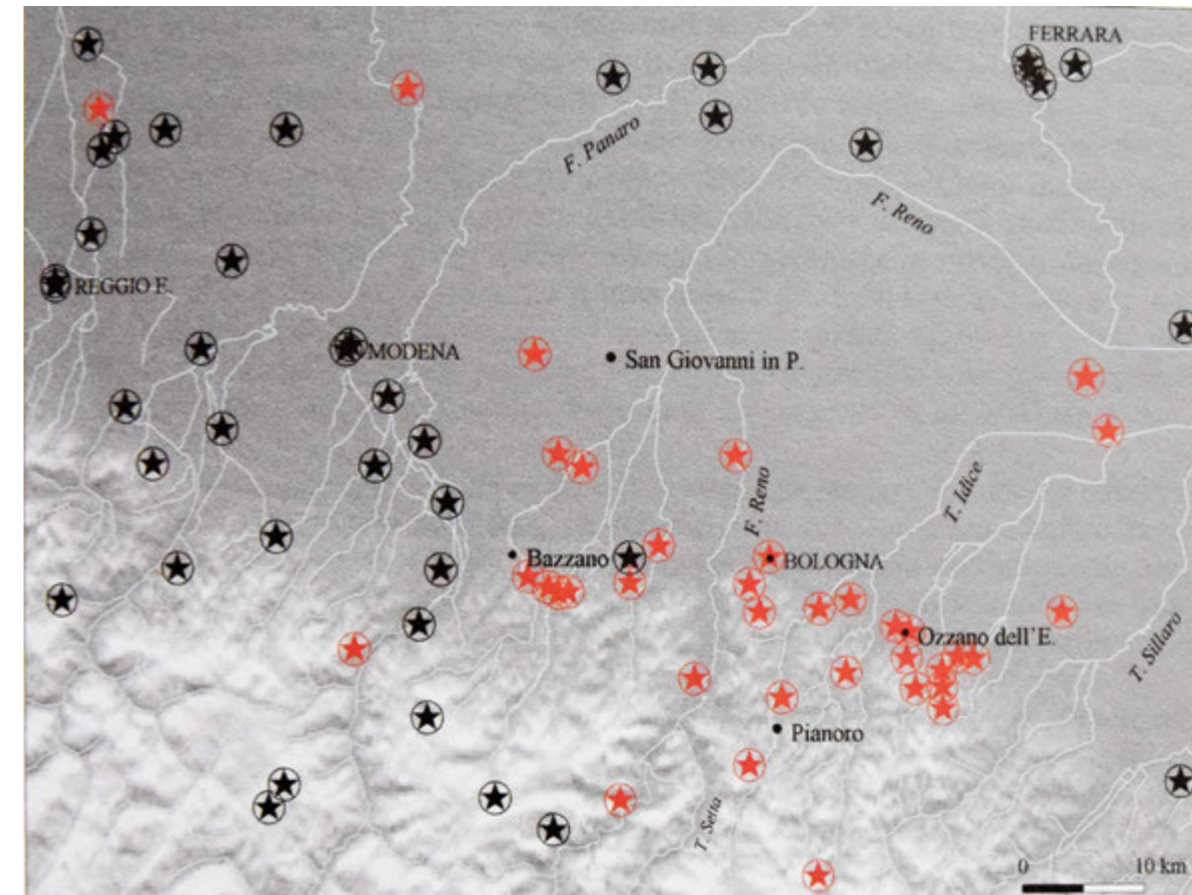 FERRARA
F. Panaro
F. Reno
REGGIO E.
MODENA
San Giovanni in P.
F. Reno
T. Idice
Bazzano
BOLOGNA
Ozzano dell'E.
T. Sillaro
Pianoro
T. Setta
0 10 km